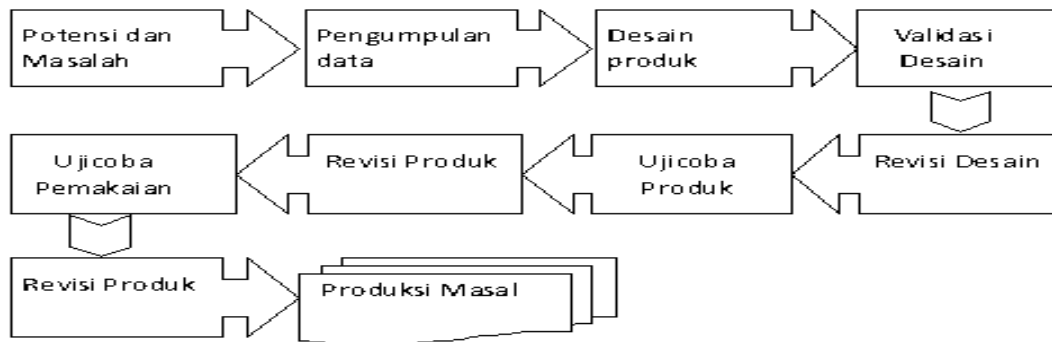 Potensi dan
Masalah
Pengumpulan
data
Desain
produk
Validasi
Desain
Revisi Desain
Ujicoba
Produk
Revisi Produk
Ujicoba
Pemakaian
Revisi Produk
Produksi Masal